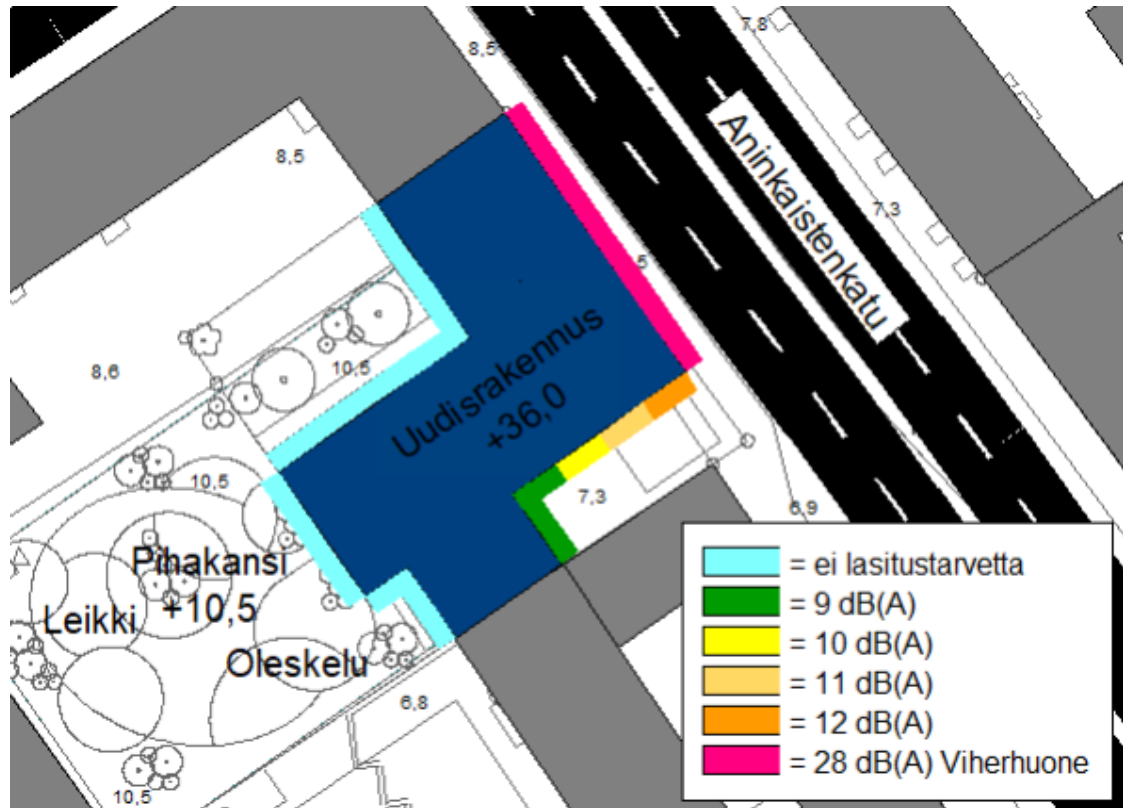 7,8
8,5
Aninkaistenkatu
8,5
7,3
5
8,6
10,5
Uudisrakennus
+36,0
10,5
7,3
6,9
Pihakansi
+10,5
Leikki
Oleskelu
6,8
10,5
= ei lasitustarvetta
= 9 dB(A)
= 10 dB(A)
= 11 dB(A)
= 12 dB(A)
= 28 dB(A) Viherhuone